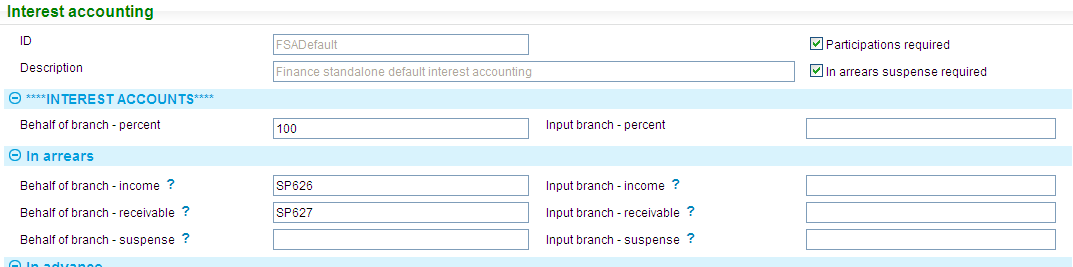 Interest accounting
ID FSADefault Participations required
Description Finance standalone default interest accounting In arrears suspense required
****INTEREST ACCOUNTS****
Behalf of branch - percent 100 Input branch - percent
In arrears
Behalf of branch - income ? SP626 Input branch - income ?
Behalf of branch - receivable ? SP627 Input branch - receivable ?
Behalf of branch - suspense ? Input branch - suspense ?
In advance